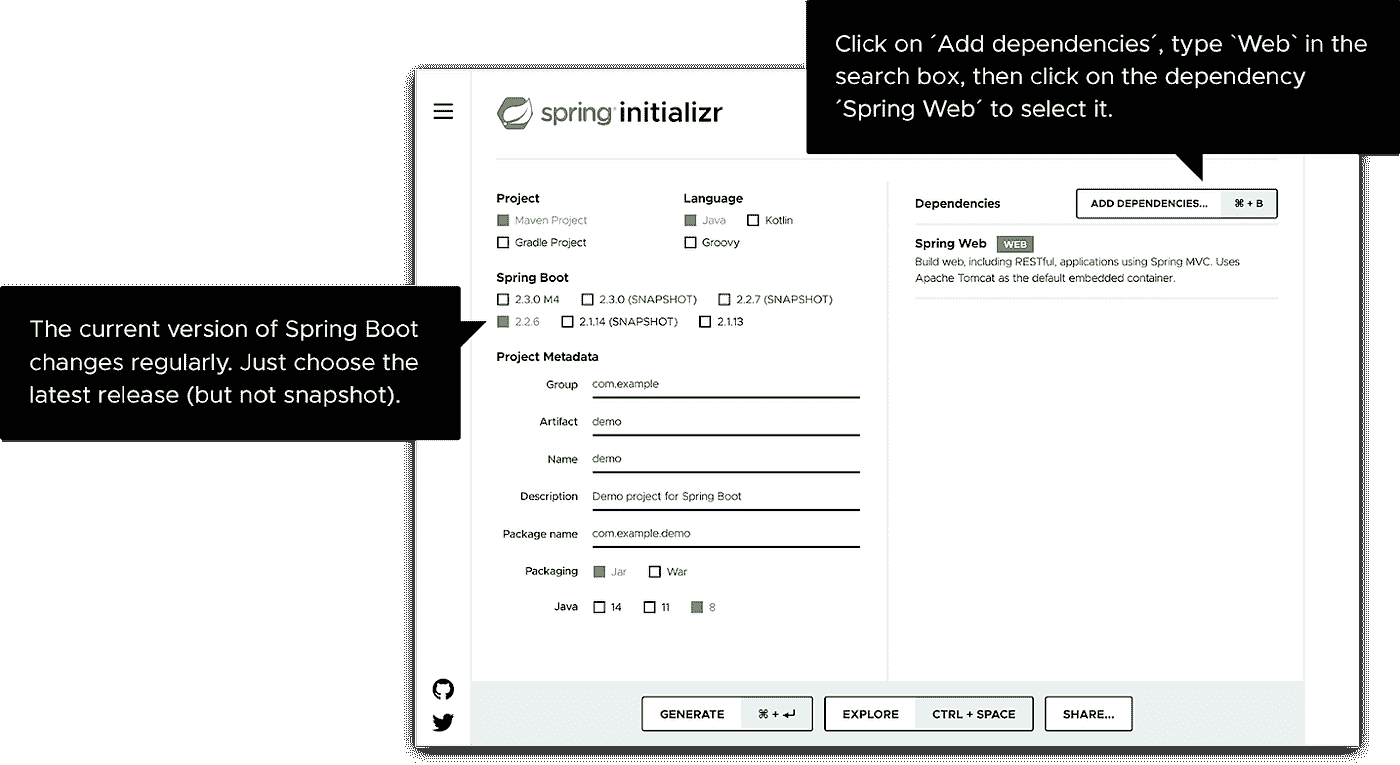 Click on ´Add dependencies´, type `Web` in the
search box, then click on the dependency
´Spring Web´ to select it.
spring initializr
Project
Maven Project
Gradle Project
Language
Java Kotlin
Groovy
Spring Boot
2.3.0 M4 2.3.0 (SNAPSHOT) 2.2.7 (SNAPSHOT)
2.2.6 2.1.14 (SNAPSHOT) 2.1.13
The current version of Spring Boot
changes regularly. Just choose the
latest release (but not snapshot).
Project Metadata
Group com.example
Artifact demo
Name demo
Description Demo project for Spring Boot
Package name com.example.demo
Packaging Jar War
Java 14 11 8
Dependencies ADD DEPENDENCIES... ⌘ + B
Spring Web WEB
Build web, including RESTful, applications using Spring MVC. Uses
Apache Tomcat as the default embedded container.
GENERATE ⌘ + ↵ EXPLORE CTRL + SPACE SHARE...